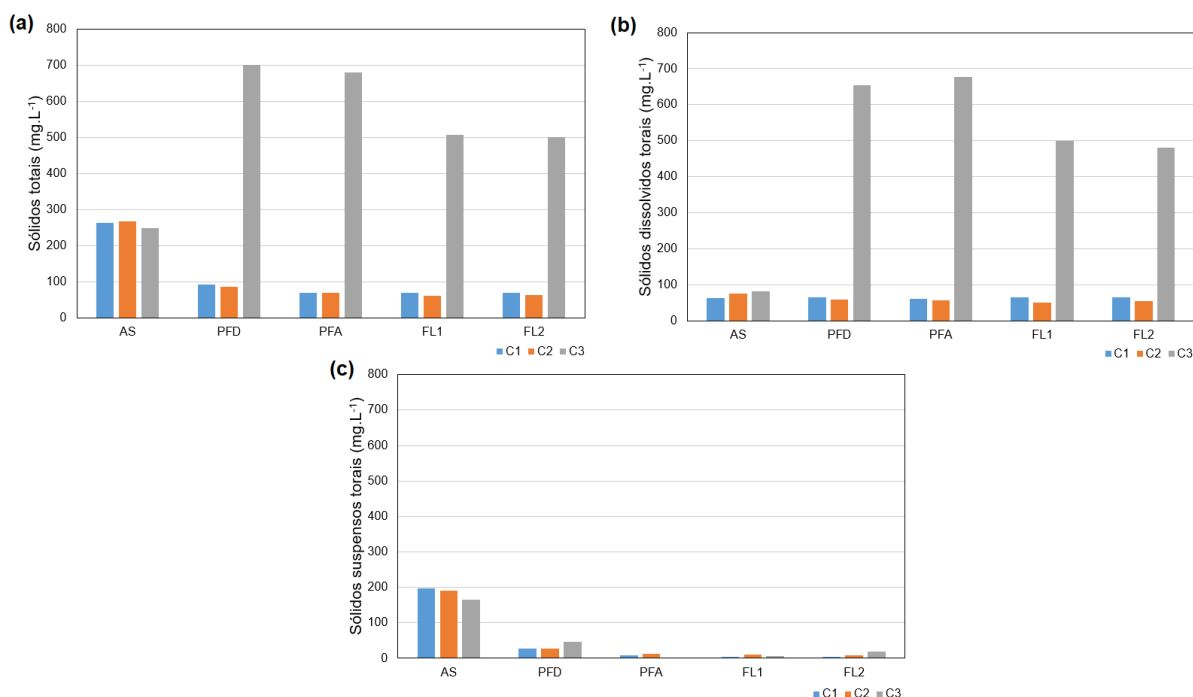 (a)
Sólidos totais (mg.L-1)
800
700
600
500
400
300
200
100
0
AS PFD PFA FL1 FL2
C1 C2 C3
(b)
Sólidos dissolvidos torais (mg.L-1)
800
700
600
500
400
300
200
100
0
AS PFD PFA FL1 FL2
C1 C2 C3
(c)
Sólidos suspensos torais (mg.L-1)
800
700
600
500
400
300
200
100
0
AS PFD PFA FL1 FL2
C1 C2 C3